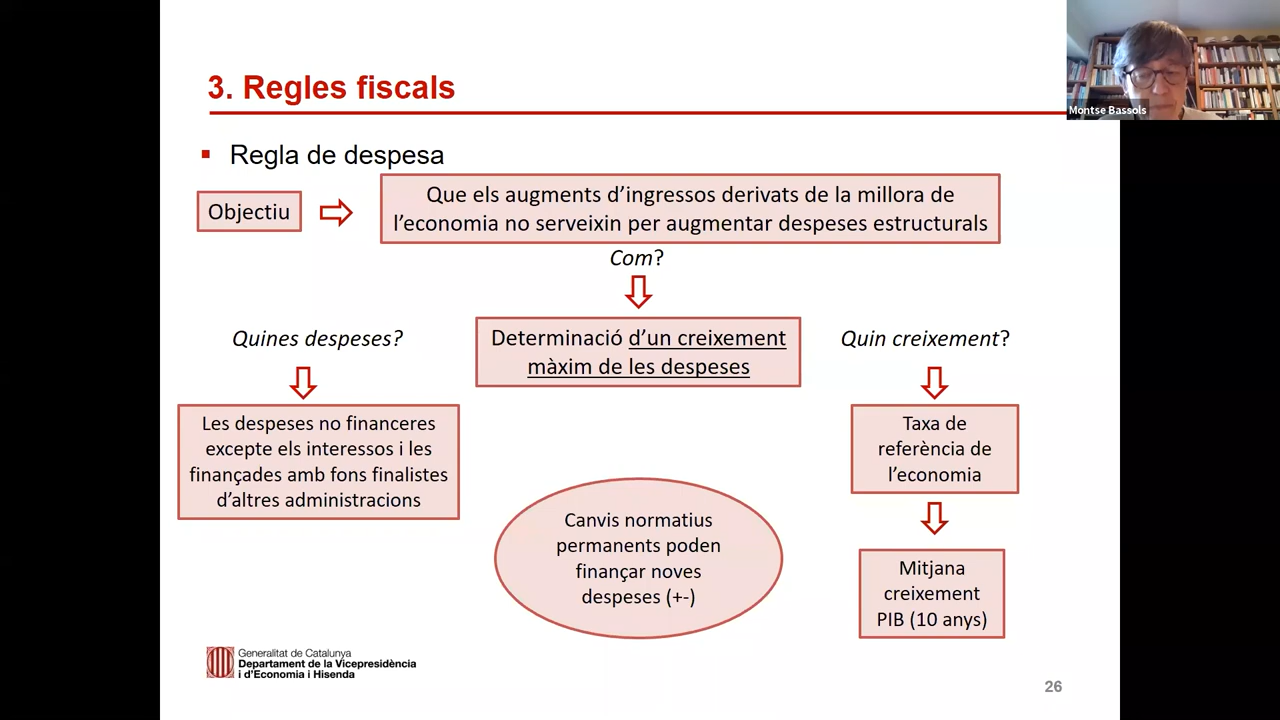 3. Regles fiscals
Montse Bassols
▪ Regla de despesa
Objectiu
Que els augments d’ingressos derivats de la millora de
l’economia no serveixin per augmentar despeses estructurals
Com?
Quines despeses?
Determinació d’un creixement
màxim de les despeses
Quin creixement?
Les despeses no financeres
excepte els interessos i les
finançades amb fons finalistes
d’altres administracions
Taxa de
referència de
l’economia
Canvis normatius
permanents poden
finançar noves
despeses (+-)
Mitjana
creixement
PIB (10 anys)
Generalitat de Catalunya
Departament de la Vicepresidència
i d'Economia i Hisenda
26